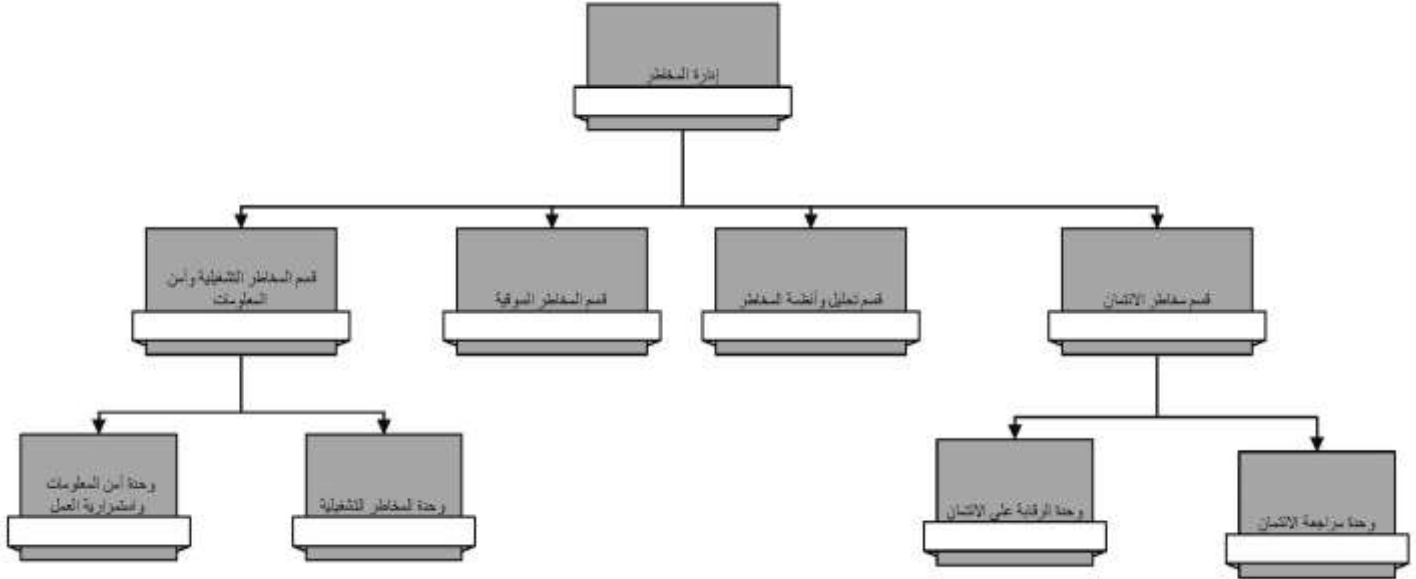 إدارة المخاطر
قسم مخاطر الائتمان
قسم تحليل وأنظمة المخاطر
قسم المخاطر السوقية
قسم المخاطر التشغيلية وأمن
المعلومات
وحدة مراجعة الائتمان
وحدة الرقابة على الائتمان
وحدة المخاطر التشغيلية
وحدة أمن المعلومات
واستمرارية العمل